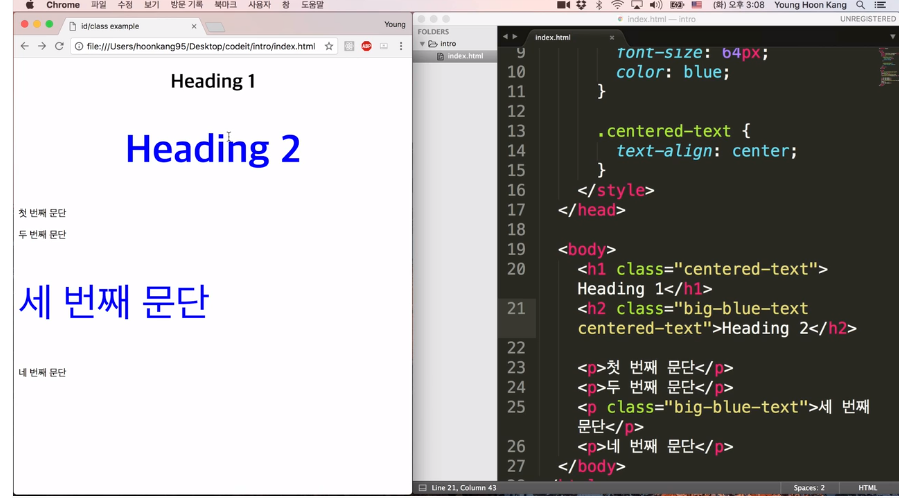 Chrome 파일 수정 보기 방문 기록 북마크 사용자 창 도움말
(화) 오후 3:08 Young Hoon Kang
id/class example
Young
file:///Users/hoonkang95/Desktop/codeit/intro/index.html
Heading 1
Heading 2
첫 번째 문단
두 번째 문단
세 번째 문단
네 번째 문단
index.html — intro
UNREGISTERED
FOLDERS
intro
index.html
index.html
9 font-size: 64px;
10 color: blue;
11 }
12
13 .centered-text {
14 text-align: center;
15 }
16 </style>
17 </head>
18
19 <body>
20 <h1 class="centered-text">
Heading 1</h1>
21 <h2 class="big-blue-text
centered-text">Heading 2</h2>
22
23 <p>첫 번째 문단</p>
24 <p>두 번째 문단</p>
25 <p class="big-blue-text">세 번째
문단</p>
26 <p>네 번째 문단</p>
27 </body>
Line 21, Column 43
Spaces: 2
HTML